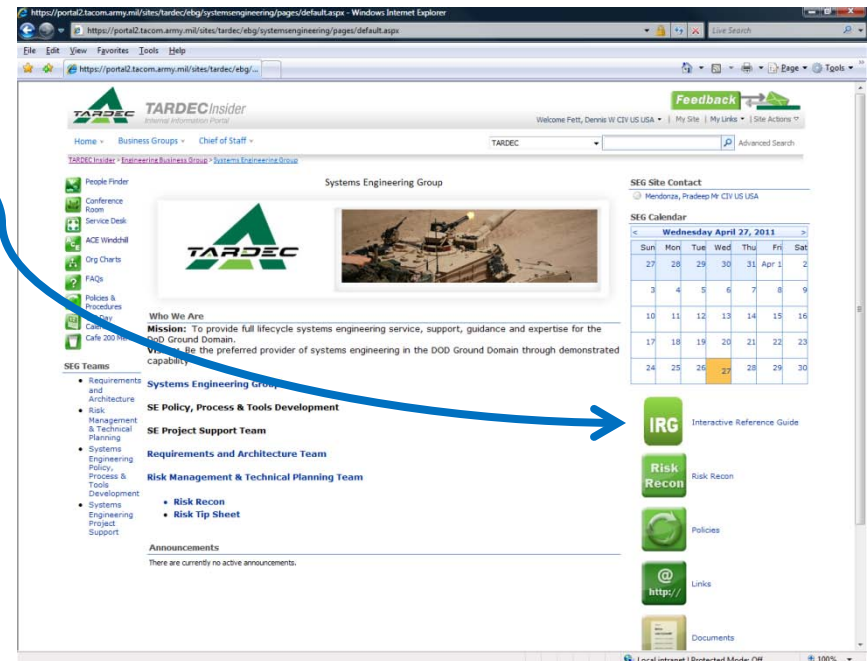 https://portal2.tacom.army.mil/sites/tardec/ebg/systemsengineering/pages/default.aspx - Windows Internet Explorer
https://portal2.tacom.army.mil/sites/tardec/ebg/systemsengineering/pages/default.aspx
Live Search
File Edit View Favorites Tools Help
https://portal2.tacom.army.mil/sites/tardec/ebg/...
Page Tools
TARDEC
TARDEC Insider
Internal Information Portal
Feedback
Welcome Fett, Dennis W CIV US USA | My Site | My Links | Site Actions
Home Business Groups Chief of Staff
TARDEC
Advanced Search
TARDEC Insider > Engineering Business Group > Systems Engineering Group
People Finder
Conference
Room
Service Desk
ACE Windchill
Org Charts
FAQs
Policies &
Procedures
Day
Cafe 200
SEG Teams
• Requirements
and
Architecture
• Risk
Management
& Technical
Planning
• Systems
Engineering
Policy,
Process &
Tools
Development
• Systems
Engineering
Project
Support
Systems Engineering Group
TARDEC
Who We Are
Mission: To provide full lifecycle systems engineering service, support, guidance and expertise for the
DoD Ground Domain.
Be the preferred provider of systems engineering in the DOD Ground Domain through demonstrated
capability
Systems Engineering Group
SE Policy, Process & Tools Development
SE Project Support Team
Requirements and Architecture Team
Risk Management & Technical Planning Team
• Risk Recon
• Risk Tip Sheet
Announcements
There are currently no active announcements.
SEG Site Contact
Mendonza, Pradeep Mr CIV US USA
SEG Calendar
< Wednesday April 27, 2011 >
Sun Mon Tue Wed Thu Fri Sat
27 28 29 30 31 Apr 1 2
3 4 5 6 7 8 9
10 11 12 13 14 15 16
17 18 19 20 21 22 23
24 25 26 27 28 29 30
IRG
Interactive Reference Guide
Risk
Recon
Risk Recon
Policies
@
http://
Links
Documents
Local intranet | Protected Mode: Off
100%